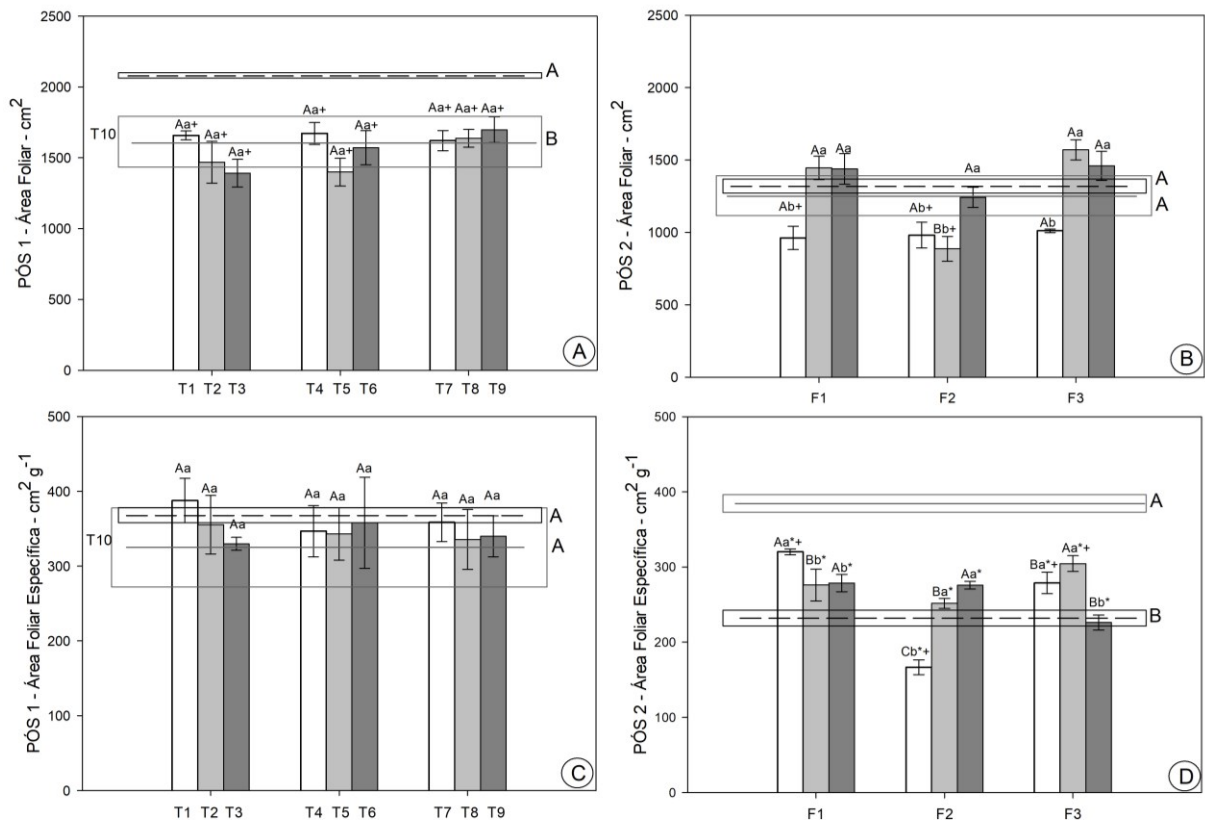 2500
2000
1500
1000
500
0
PÓS 1 - Área Foliar - cm²
A
T10
B
Aa+ Aa+ Aa+
Aa+ Aa+ Aa+
Aa+ Aa+ Aa+
T1 T2 T3 T4 T5 T6 T7 T8 T9
A
2500
2000
1500
1000
500
0
PÓS 2 - Área Foliar - cm²
A
A
Ab+ Aa Aa
Ab+ Bb+ Aa
Ab Aa Aa
F1 F2 F3
B
500
400
300
200
100
0
PÓS 1 - Área Foliar Específica - cm² g⁻¹
A
T10
A
Aa Aa Aa
Aa Aa Aa
Aa Aa Aa
T1 T2 T3 T4 T5 T6 T7 T8 T9
C
500
400
300
200
100
0
PÓS 2 - Área Foliar Específica - cm² g⁻¹
A
B
Aa*+ Bb* Ab*
Cb*+ Ba* Aa*
Ba*+ Aa*+ Bb*
F1 F2 F3
D